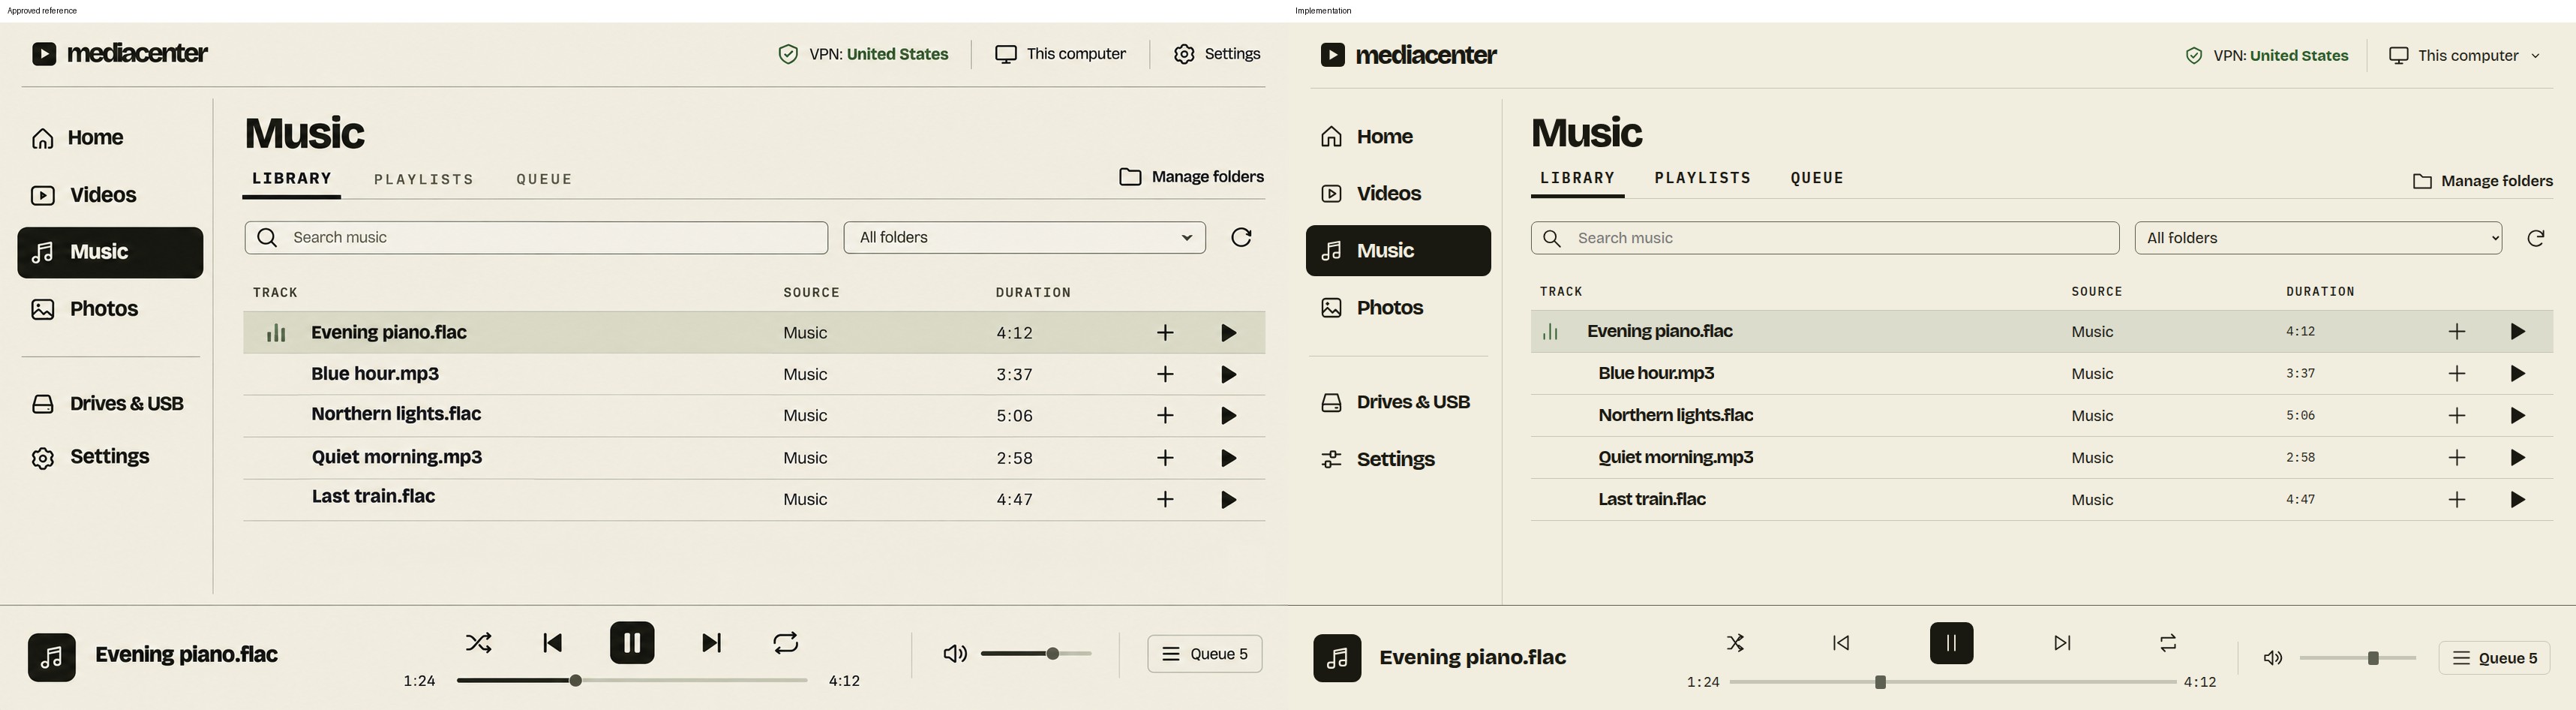 Approved reference
mediacenter
VPN: United States
This computer
Settings
Home
Videos
Music
Photos
Drives & USB
Settings
Music
LIBRARY PLAYLISTS QUEUE
Manage folders
Search music
All folders
TRACK SOURCE DURATION
Evening piano.flac Music 4:12
Blue hour.mp3 Music 3:37
Northern lights.flac Music 5:06
Quiet morning.mp3 Music 2:58
Last train.flac Music 4:47
Evening piano.flac
1:24 4:12
Queue 5
Implementation
mediacenter
VPN: United States
This computer
Home
Videos
Music
Photos
Drives & USB
Settings
Music
LIBRARY PLAYLISTS QUEUE
Manage folders
Search music
All folders
TRACK SOURCE DURATION
Evening piano.flac Music 4:12
Blue hour.mp3 Music 3:37
Northern lights.flac Music 5:06
Quiet morning.mp3 Music 2:58
Last train.flac Music 4:47
Evening piano.flac
1:24 4:12
Queue 5